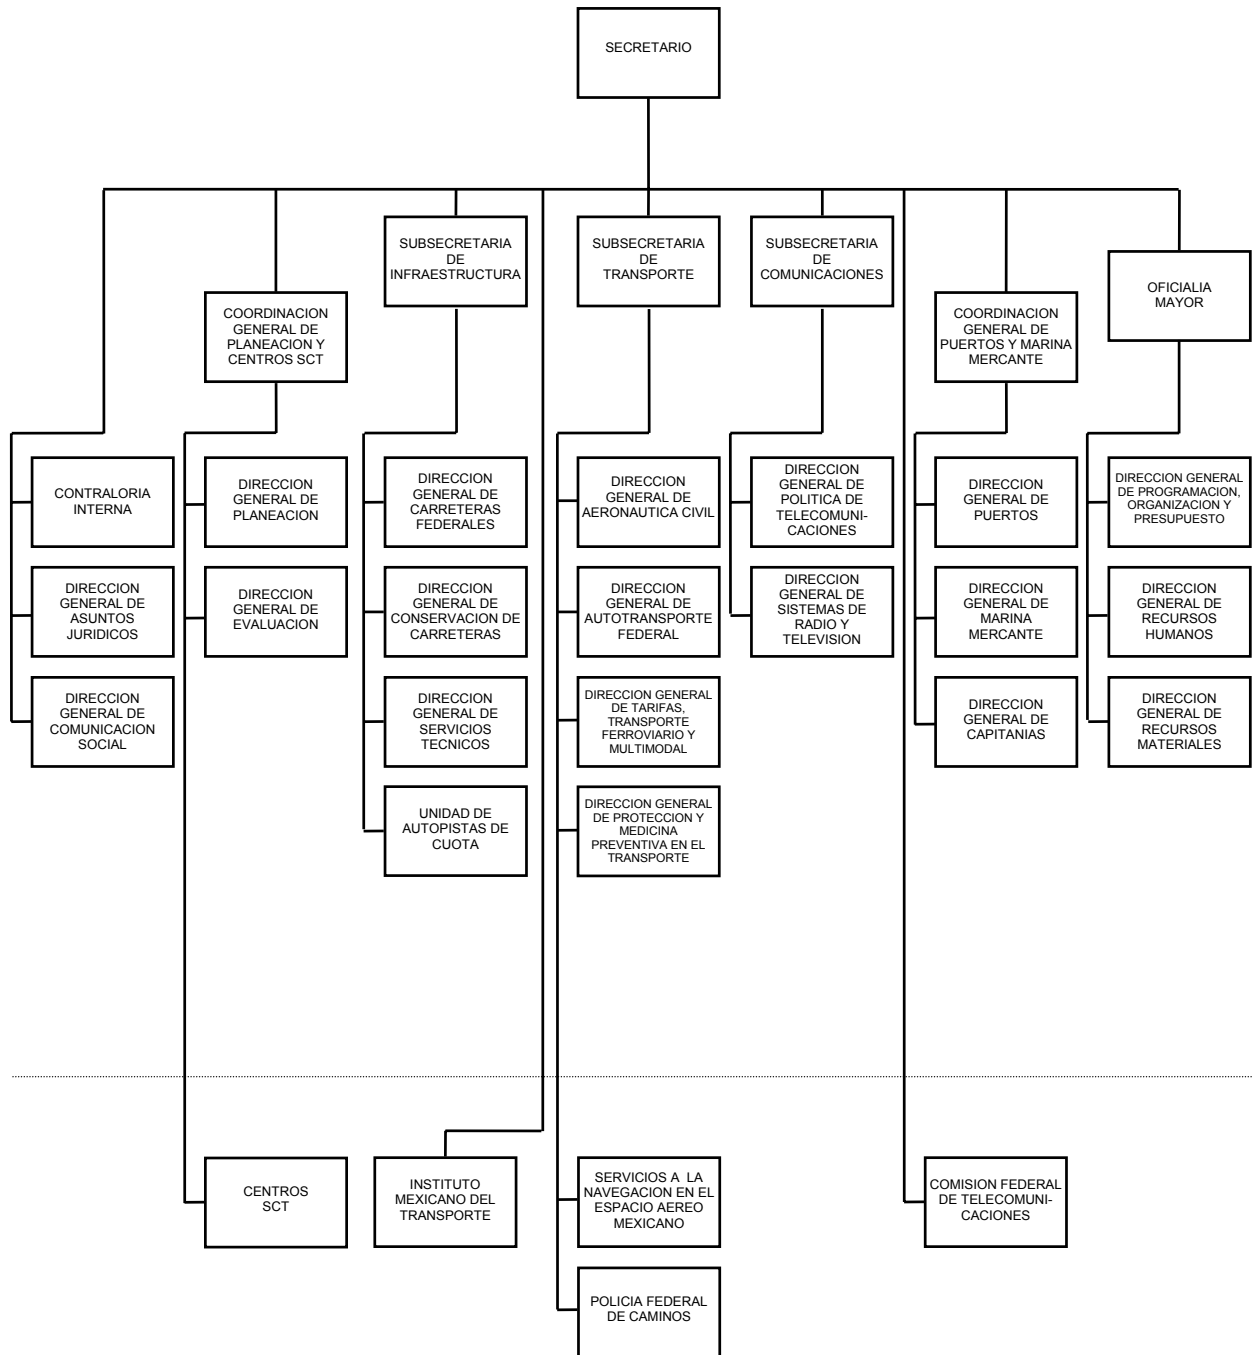 SECRETARIO
SUBSECRETARIA
DE
INFRAESTRUCTURA
SUBSECRETARIA
DE
TRANSPORTE
SUBSECRETARIA
DE
COMUNICACIONES
OFICIALIA
MAYOR
COORDINACION
GENERAL DE
PLANEACION Y
CENTROS SCT
COORDINACION
GENERAL DE
PUERTOS Y MARINA
MERCANTE
CONTRALORIA
INTERNA
DIRECCION
GENERAL DE
PLANEACION
DIRECCION
GENERAL DE
CARRETERAS
FEDERALES
DIRECCION
GENERAL DE
AERONAUTICA CIVIL
DIRECCION
GENERAL DE
POLITICA DE
TELECOMUNI-
CACIONES
DIRECCION
GENERAL DE
PUERTOS
DIRECCION GENERAL
DE PROGRAMACION,
ORGANIZACION Y
PRESUPUESTO
DIRECCION
GENERAL DE
ASUNTOS
JURIDICOS
DIRECCION
GENERAL DE
EVALUACION
DIRECCION
GENERAL DE
CONSERVACION DE
CARRETERAS
DIRECCION
GENERAL DE
AUTOTRANSPORTE
FEDERAL
DIRECCION
GENERAL DE
SISTEMAS DE
RADIO Y
TELEVISION
DIRECCION
GENERAL DE
MARINA
MERCANTE
DIRECCION
GENERAL DE
RECURSOS
HUMANOS
DIRECCION
GENERAL DE
COMUNICACION
SOCIAL
DIRECCION
GENERAL DE
SERVICIOS
TECNICOS
DIRECCION GENERAL
DE TARIFAS,
TRANSPORTE
FERROVIARIO Y
MULTIMODAL
DIRECCION
GENERAL DE
CAPITANIAS
DIRECCION
GENERAL DE
RECURSOS
MATERIALES
UNIDAD DE
AUTOPISTAS DE
CUOTA
DIRECCION GENERAL
DE PROTECCION Y
MEDICINA
PREVENTIVA EN EL
TRANSPORTE
CENTROS
SCT
INSTITUTO
MEXICANO DEL
TRANSPORTE
SERVICIOS A  LA
NAVEGACION EN EL
ESPACIO AEREO
MEXICANO
COMISION FEDERAL
DE TELECOMUNI-
CACIONES
POLICIA FEDERAL
DE CAMINOS